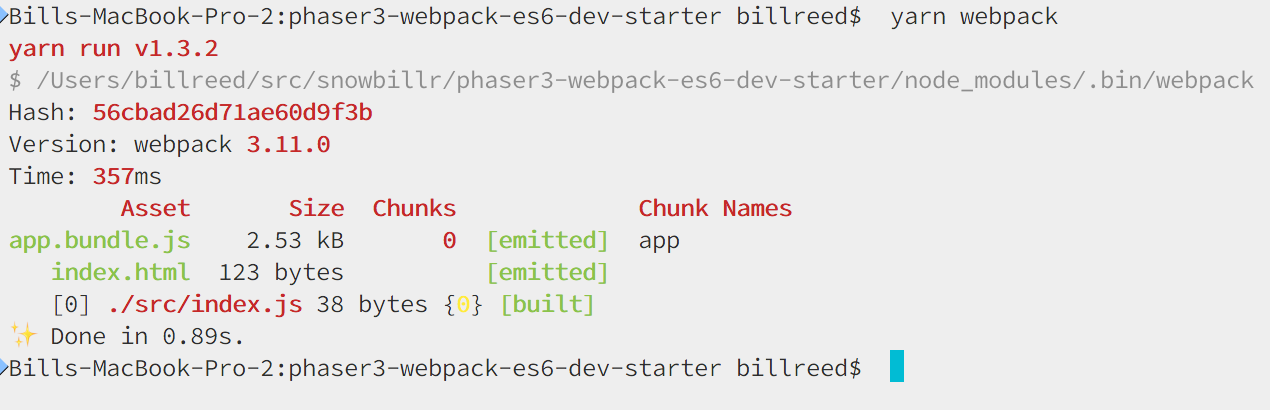 Bills-MacBook-Pro-2:phaser3-webpack-es6-dev-starter billreed$  yarn webpack
yarn run v1.3.2
$ /Users/billreed/src/snowbillr/phaser3-webpack-es6-dev-starter/node_modules/.bin/webpack
Hash: 56cbad26d71ae60d9f3b
Version: webpack 3.11.0
Time: 357ms
        Asset       Size  Chunks             Chunk Names
app.bundle.js    2.53 kB       0  [emitted]  app
   index.html  123 bytes          [emitted]
   [0] ./src/index.js 38 bytes {0} [built]
✨ Done in 0.89s.
Bills-MacBook-Pro-2:phaser3-webpack-es6-dev-starter billreed$